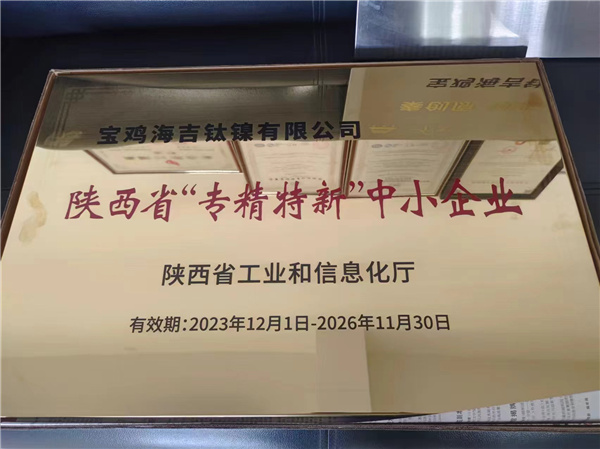 宝鸡海吉钛镍有限公司
陕西省“专精特新”中小企业
陕西省工业和信息化厅
有效期:2023年12月1日-2026年11月30日